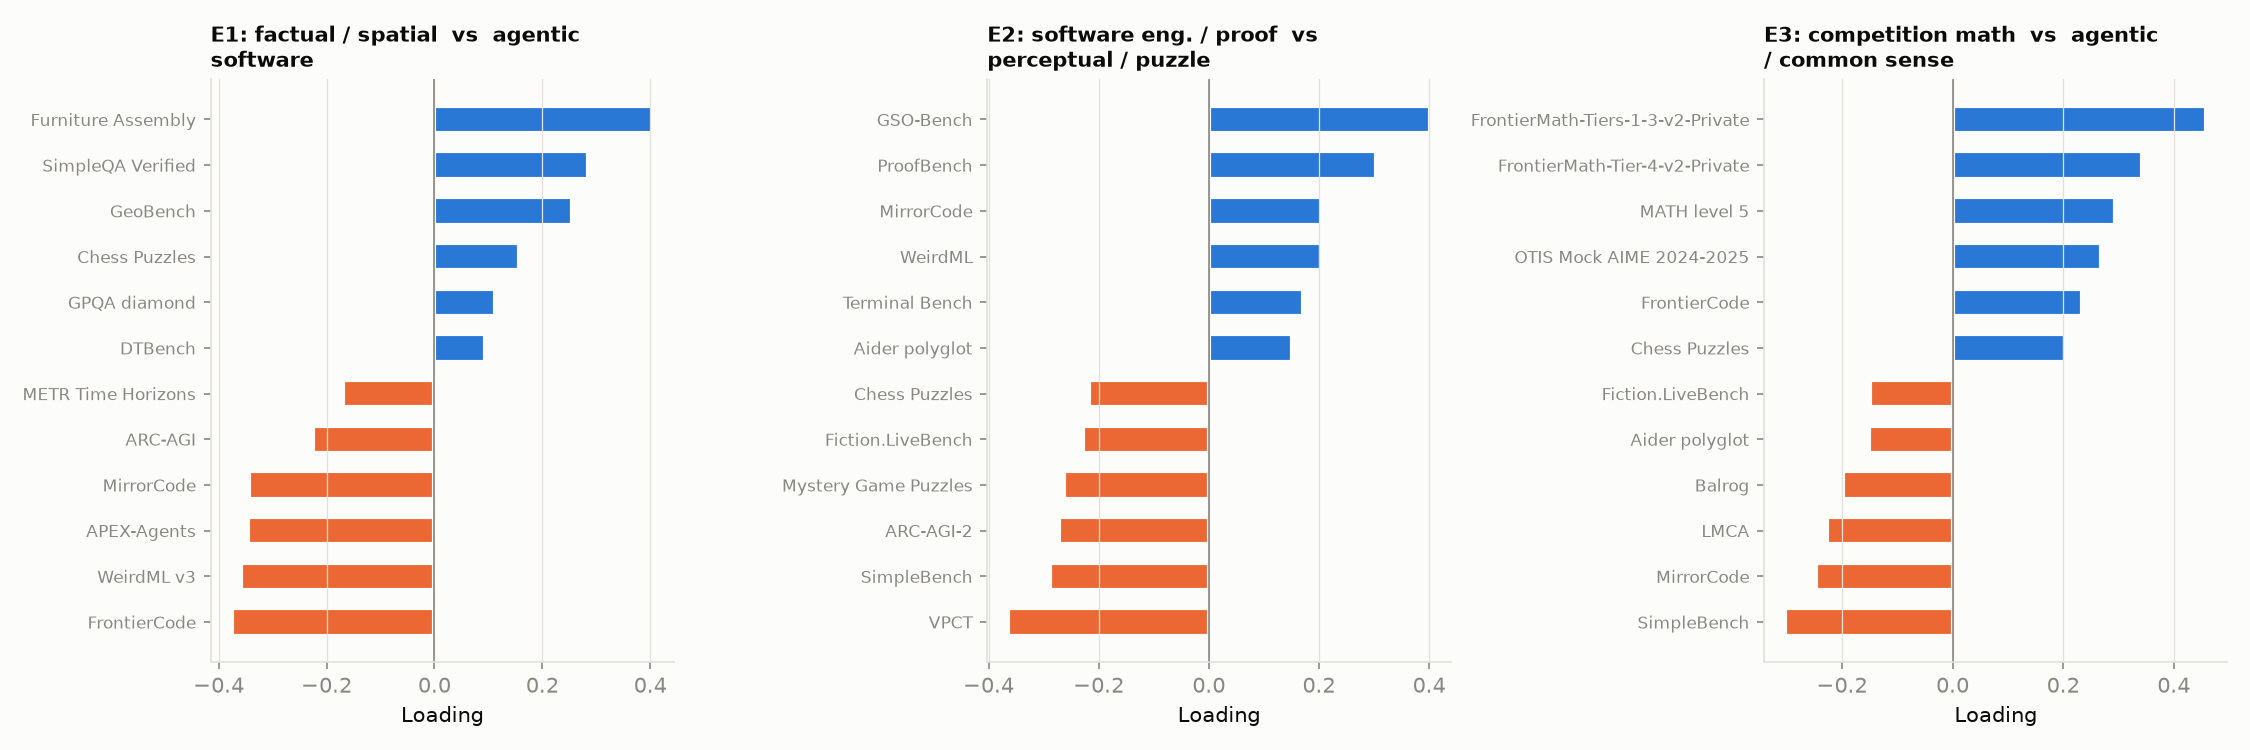 E1: factual / spatial  vs  agentic
software
Furniture Assembly
SimpleQA Verified
GeoBench
Chess Puzzles
GPQA diamond
DTBench
METR Time Horizons
ARC-AGI
MirrorCode
APEX-Agents
WeirdML v3
FrontierCode
−0.4 −0.2 0.0 0.2 0.4
Loading
E2: software eng. / proof  vs
perceptual / puzzle
GSO-Bench
ProofBench
MirrorCode
WeirdML
Terminal Bench
Aider polyglot
Chess Puzzles
Fiction.LiveBench
Mystery Game Puzzles
ARC-AGI-2
SimpleBench
VPCT
−0.4 −0.2 0.0 0.2 0.4
Loading
E3: competition math  vs  agentic
/ common sense
FrontierMath-Tiers-1-3-v2-Private
FrontierMath-Tier-4-v2-Private
MATH level 5
OTIS Mock AIME 2024-2025
FrontierCode
Chess Puzzles
Fiction.LiveBench
Aider polyglot
Balrog
LMCA
MirrorCode
SimpleBench
−0.2 0.0 0.2 0.4
Loading